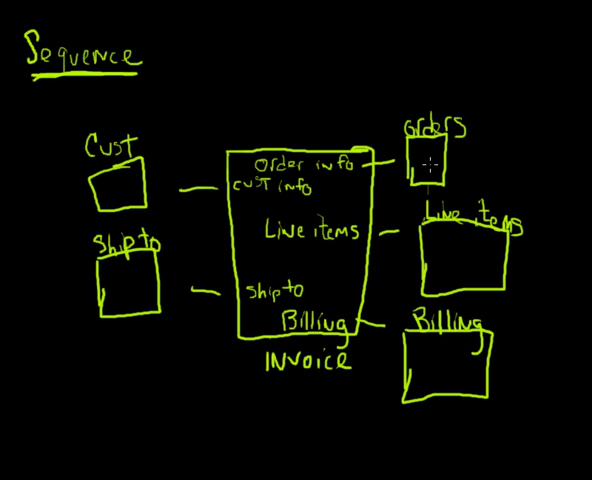 Sequence
orders
Cust
order info
cust info
Line items
Line items
Ship to
ship to
Billing
Billing
INVOICE